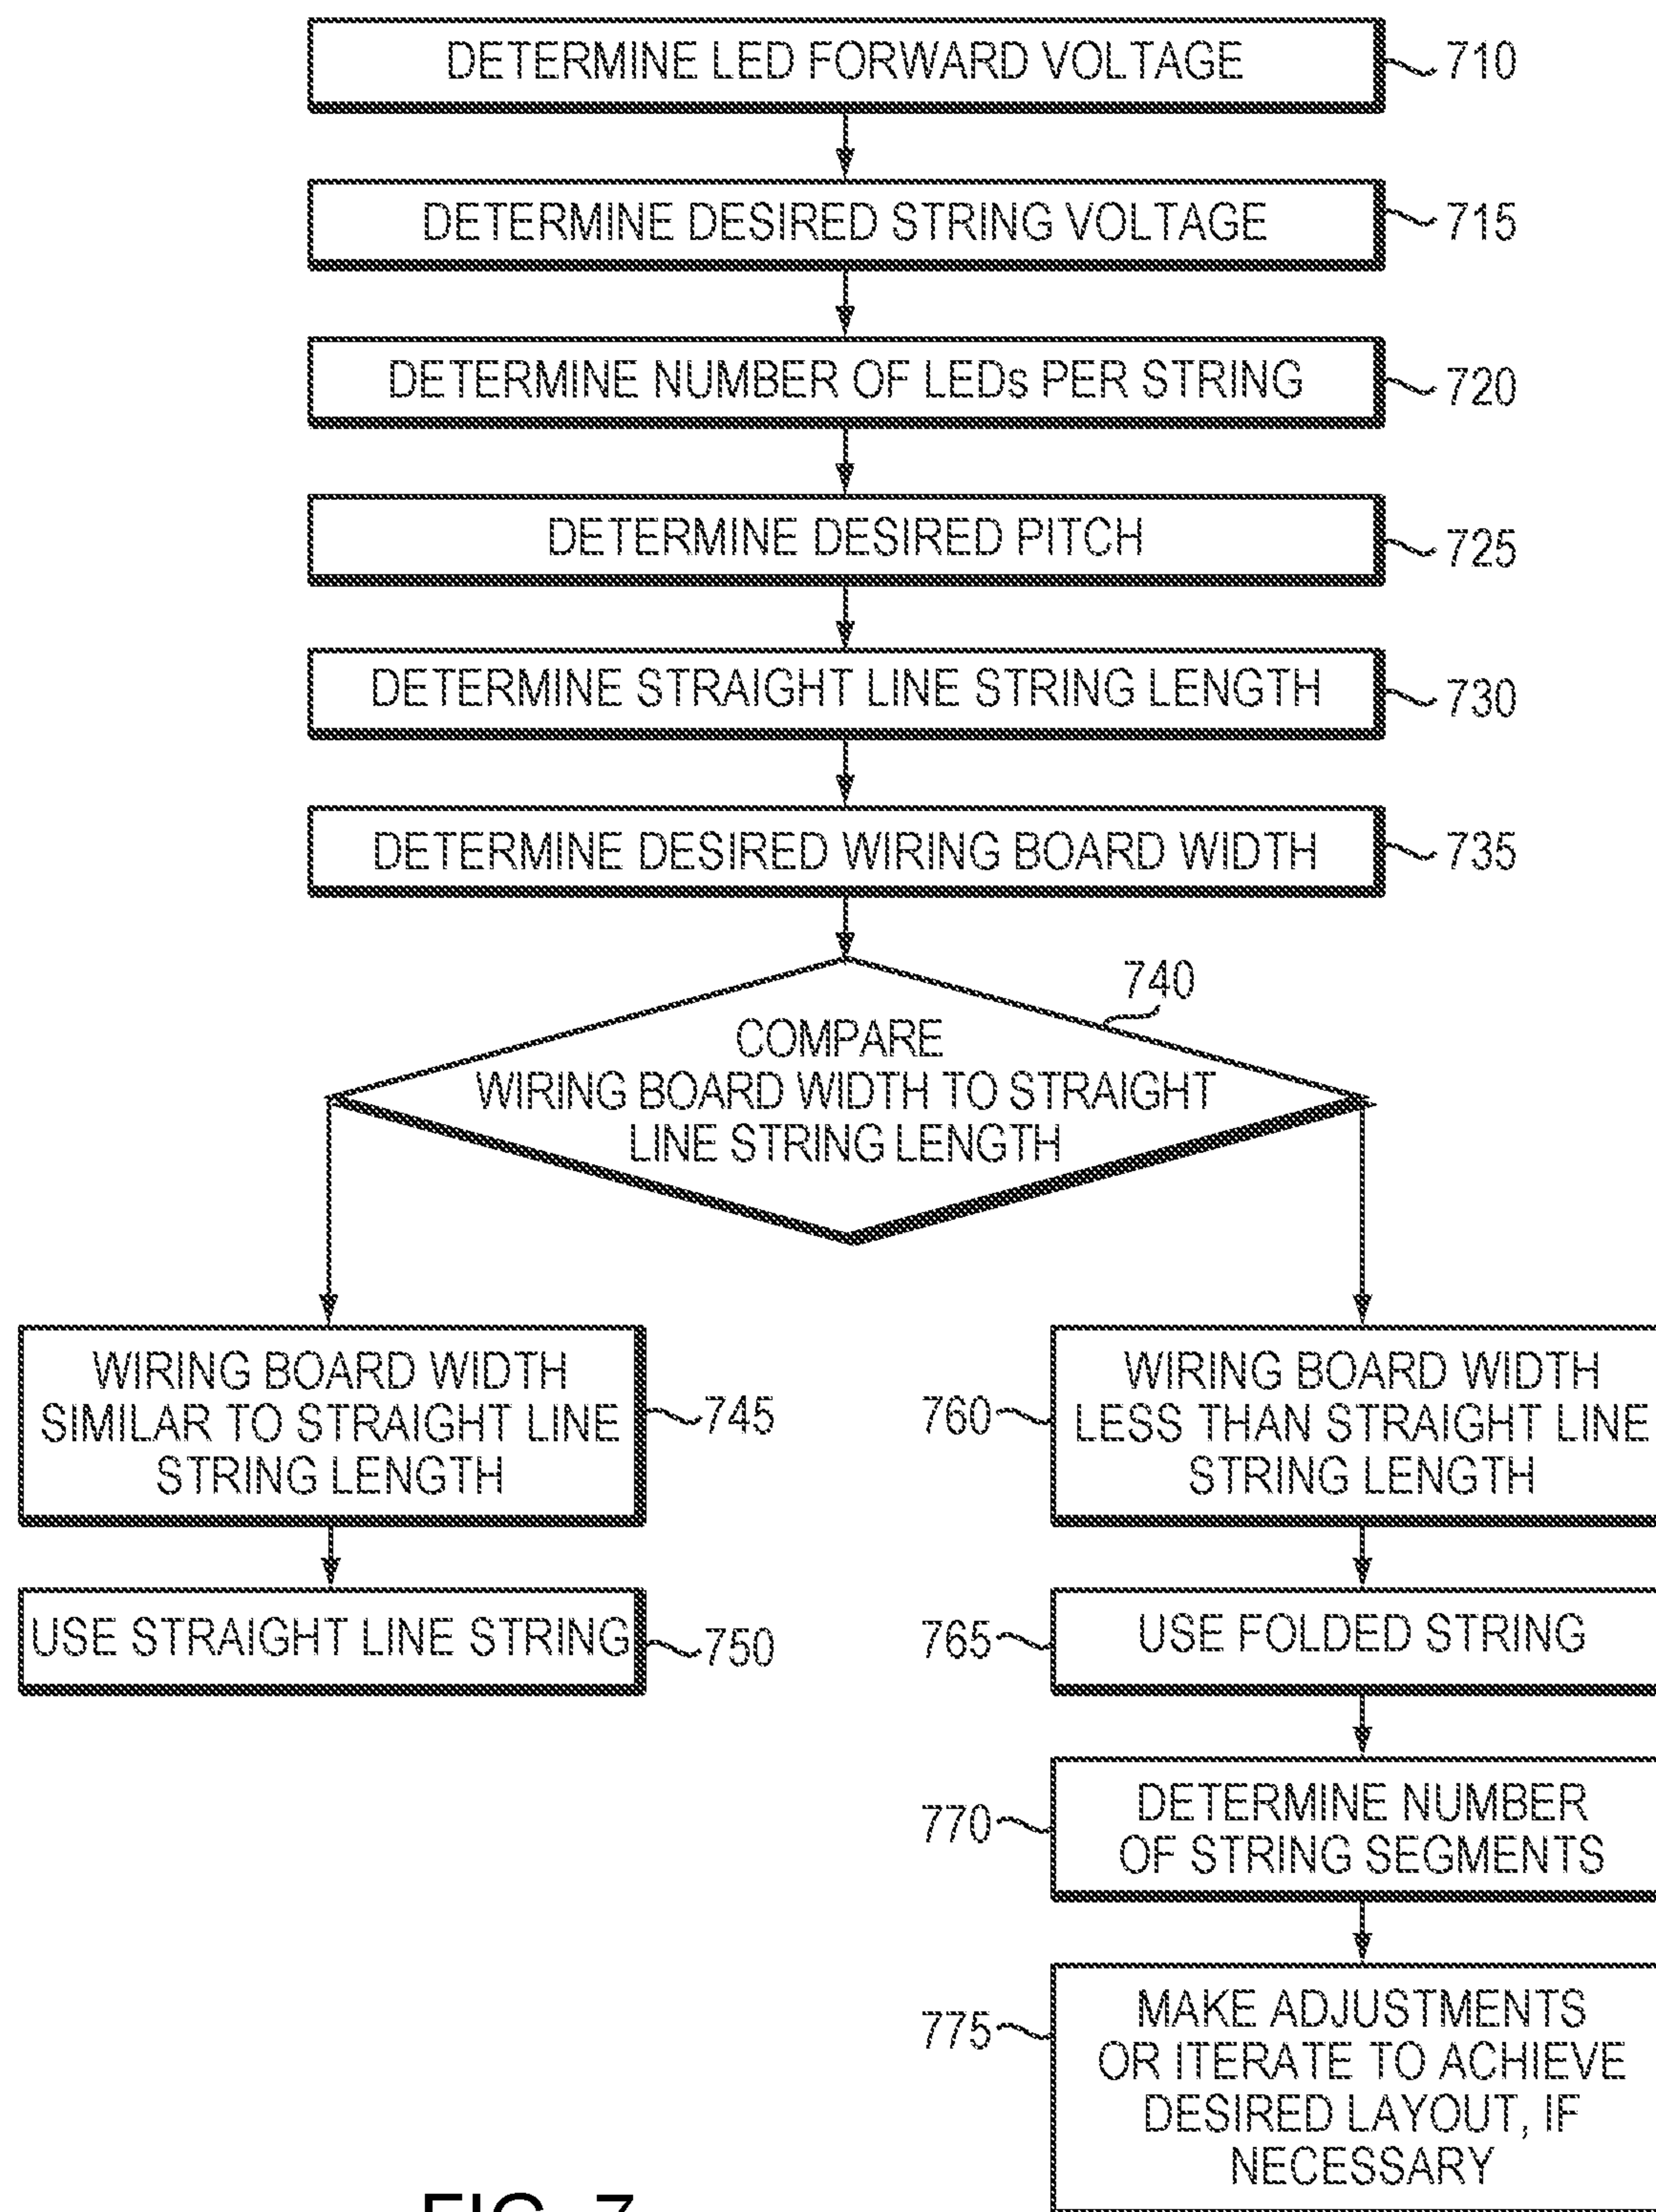 DETERMINE LED FORWARD VOLTAGE
710
DETERMINE DESIRED STRING VOLTAGE
715
DETERMINE NUMBER OF LEDs PER STRING
720
DETERMINE DESIRED PITCH
725
DETERMINE STRAIGHT LINE STRING LENGTH
730
DETERMINE DESIRED WIRING BOARD WIDTH
735
740
COMPARE
WIRING BOARD WIDTH TO STRAIGHT
LINE STRING LENGTH
WIRING BOARD WIDTH
SIMILAR TO STRAIGHT LINE
STRING LENGTH
745
USE STRAIGHT LINE STRING
750
760
WIRING BOARD WIDTH
LESS THAN STRAIGHT LINE
STRING LENGTH
765
USE FOLDED STRING
770
DETERMINE NUMBER
OF STRING SEGMENTS
775
MAKE ADJUSTMENTS
OR ITERATE TO ACHIEVE
DESIRED LAYOUT, IF
NECESSARY
FIG. 7